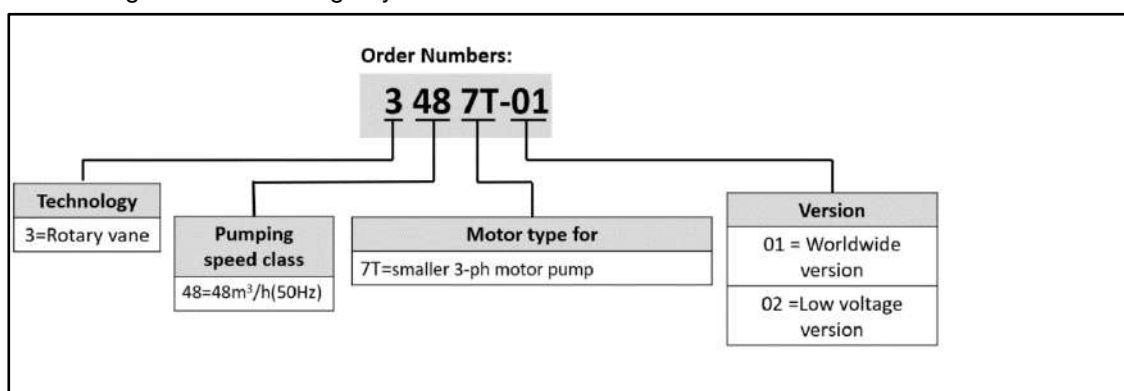 Order Numbers:
3 48 7T-01
Technology
3=Rotary vane
Pumping
speed class
48=48m³/h(50Hz)
Motor type for
7T=smaller 3-ph motor pump
Version
01 = Worldwide
version
02 =Low voltage
version